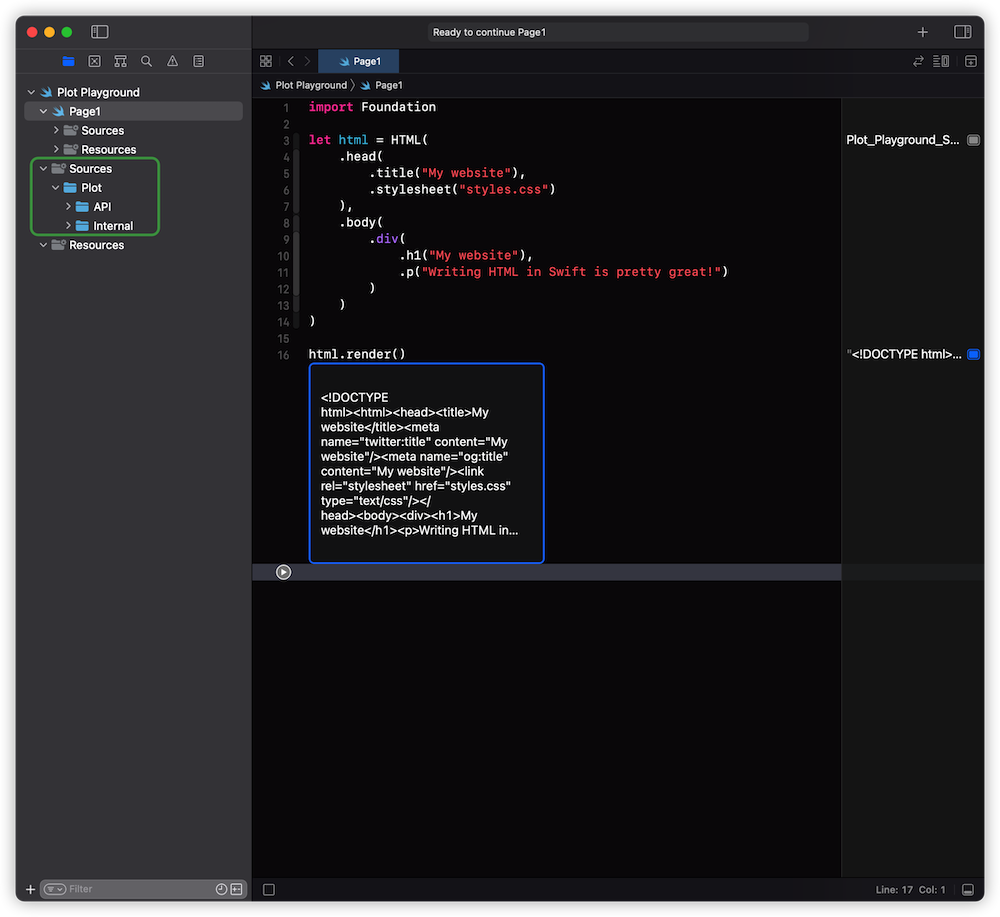 Ready to continue Page1
Page1
Plot Playground
Page1
Sources
Resources
Sources
Plot
API
Internal
Resources
Filter
Plot Playground 〉 Page1
1 import Foundation
2
3 let html = HTML(
4 .head(
5 .title("My website"),
6 .stylesheet("styles.css")
7 ),
8 .body(
9 .div(
10 .h1("My website"),
11 .p("Writing HTML in Swift is pretty great!")
12 )
13 )
14 )
15
16 html.render()
<!DOCTYPE
html><html><head><title>My
website</title><meta
name="twitter:title" content="My
website"/><meta name="og:title"
content="My website"/><link
rel="stylesheet" href="styles.css"
type="text/css"/></
head><body><div><h1>My
website</h1><p>Writing HTML in...
Plot_Playground_S...
"<!DOCTYPE html>...
Line: 17 Col: 1